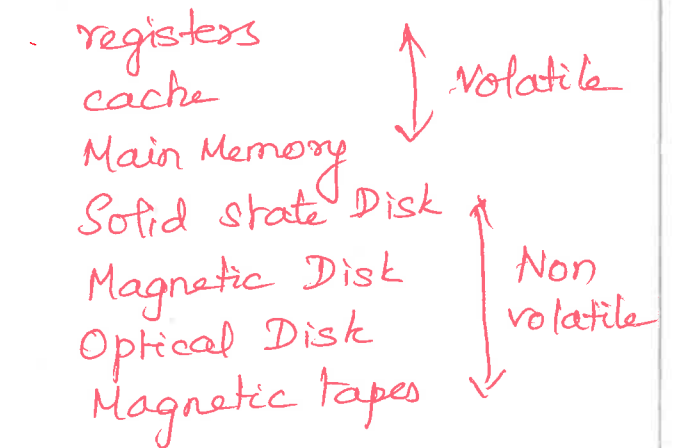 registers
cache
Volatile
Main Memory
Solid state Disk
Magnetic Disk
Non
volatile
Optical Disk
Magnetic tapes